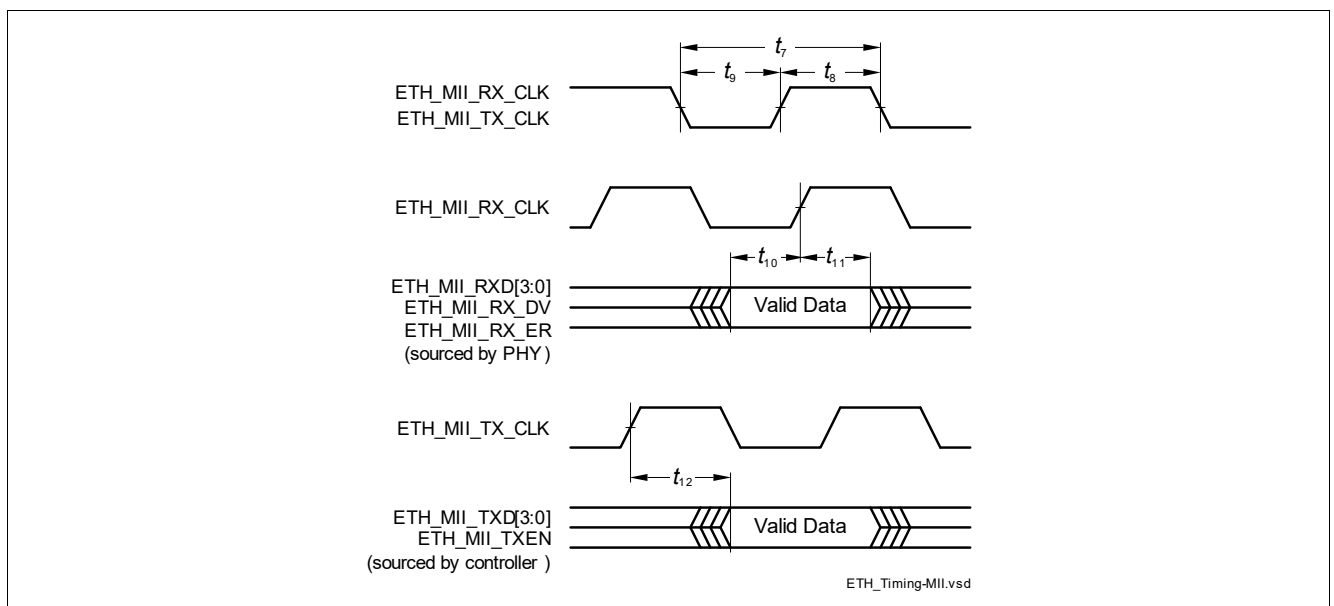 t7
t9 t8
ETH_MII_RX_CLK
ETH_MII_TX_CLK
ETH_MII_RX_CLK
t10 t11
ETH_MII_RXD[3:0]
ETH_MII_RX_DV
Valid Data
ETH_MII_RX_ER
(sourced by PHY )
ETH_MII_TX_CLK
t12
ETH_MII_TXD[3:0]
Valid Data
ETH_MII_TXEN
(sourced by controller )
ETH_Timing-MII.vsd